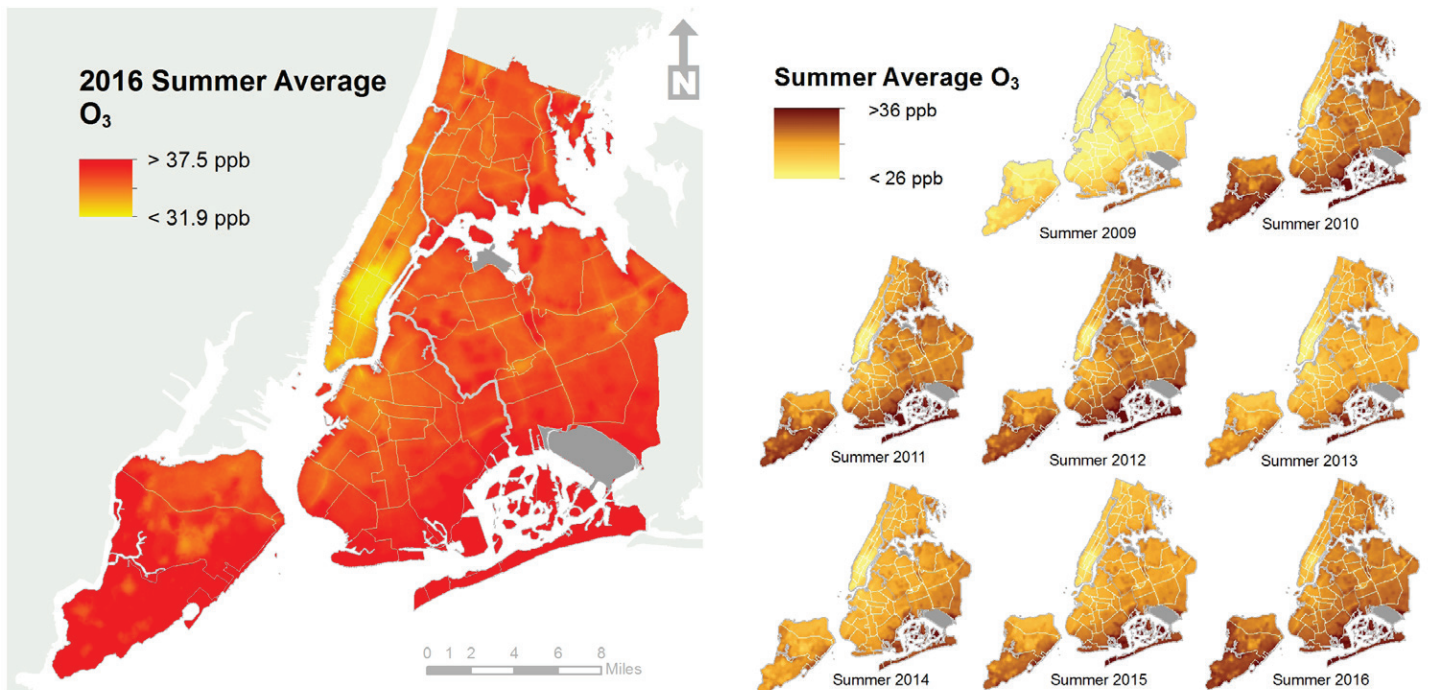 2016 Summer Average
O₃
> 37.5 ppb
< 31.9 ppb
N
0 1 2 4 6 8
Miles
Summer Average O₃
>36 ppb
< 26 ppb
Summer 2009
Summer 2010
Summer 2011
Summer 2012
Summer 2013
Summer 2014
Summer 2015
Summer 2016